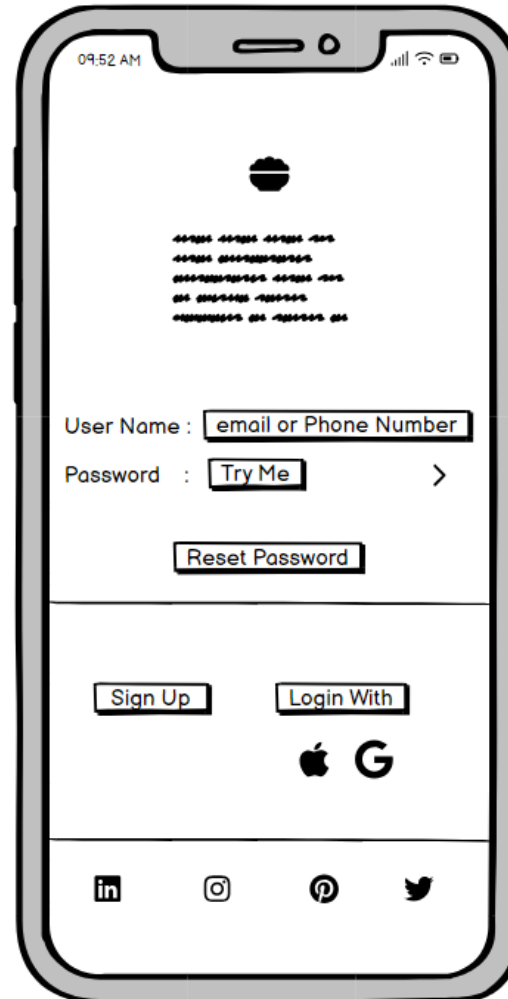 09:52 AM
User Name : email or Phone Number
Password : Try Me
Reset Password
Sign Up Login With